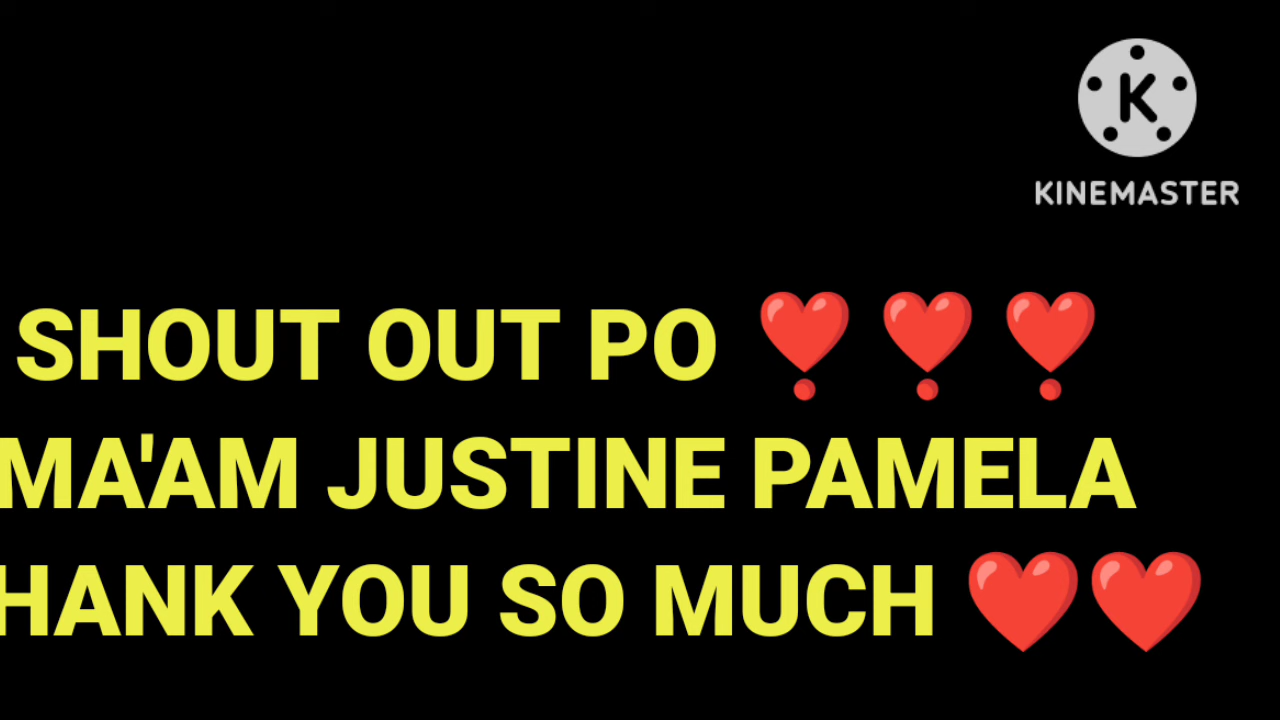 K
KINEMASTER
SHOUT OUT PO ❣️ ❣️ ❣️
MA'AM JUSTINE PAMELA
HANK YOU SO MUCH ❤️❤️